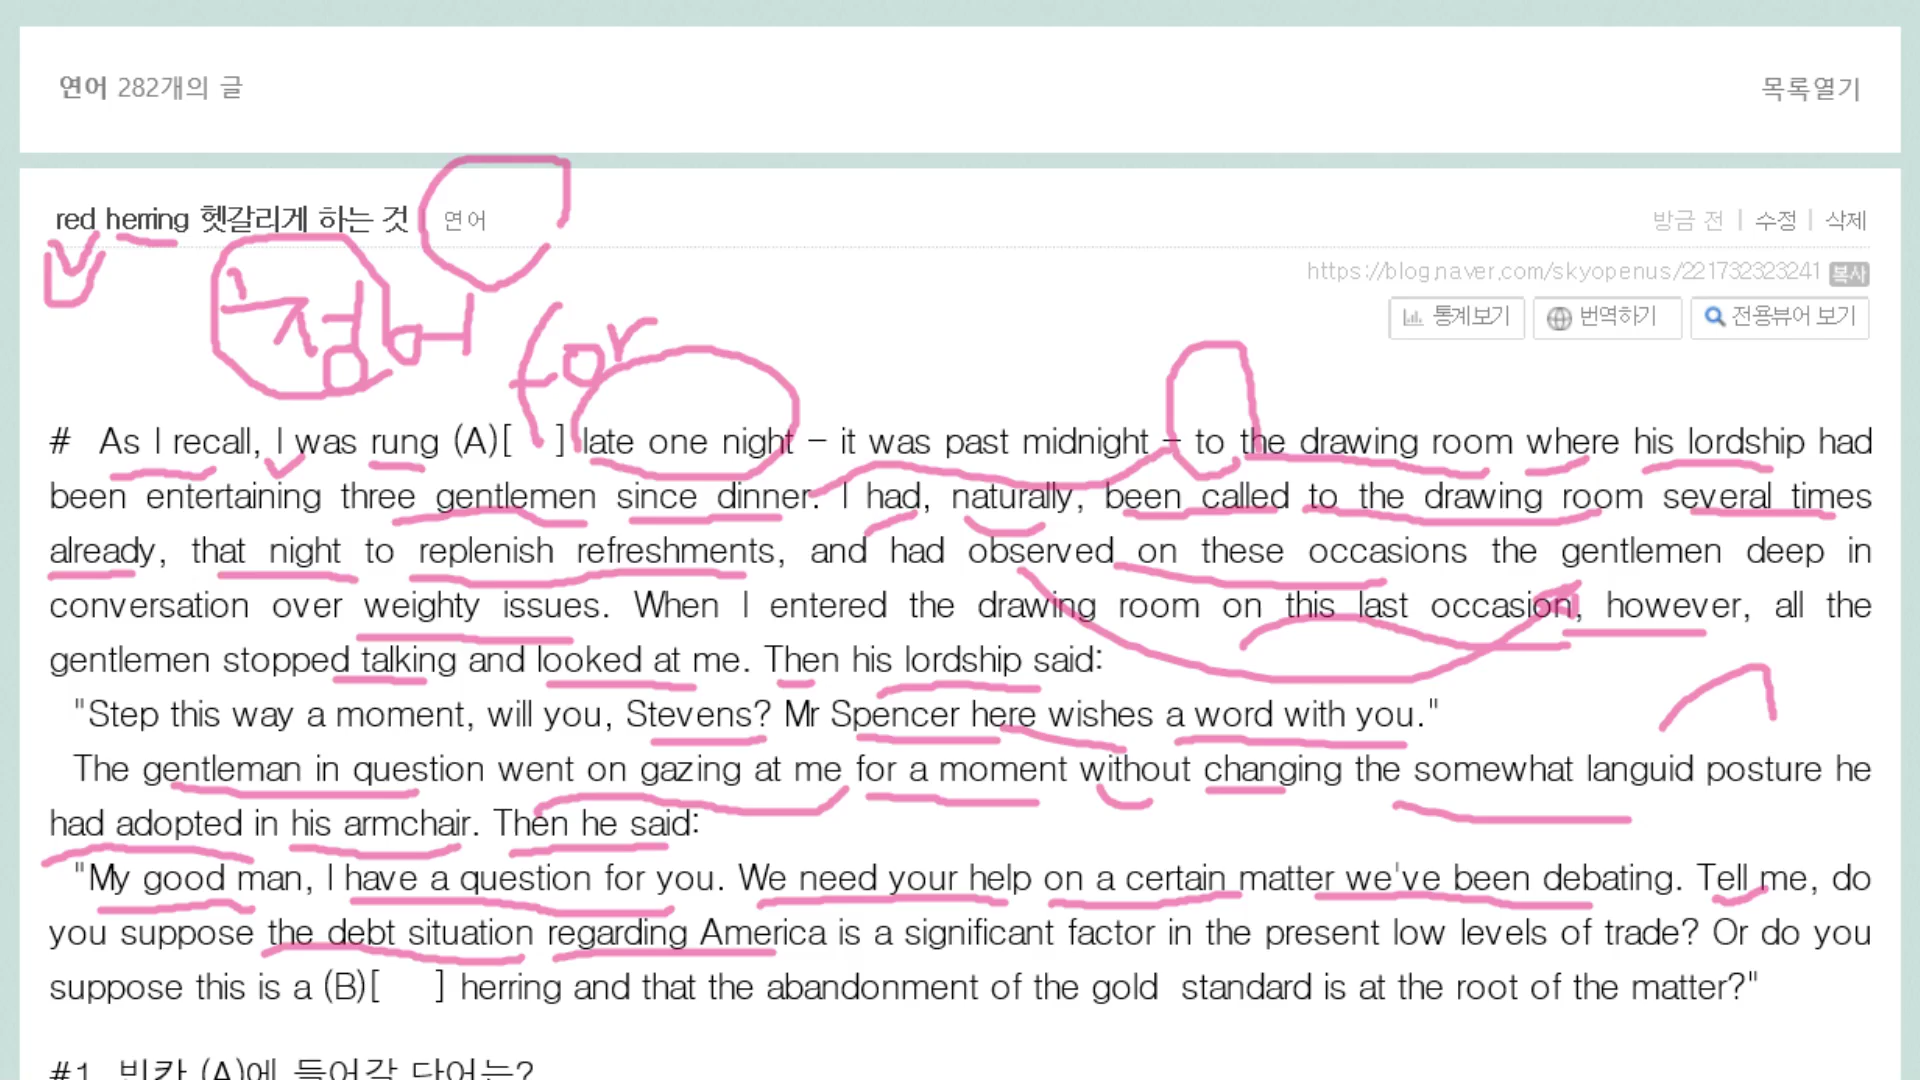 연어 282개의 글
목록열기
red herring 헷갈리게 하는 것 연어
방금 전 | 수정 | 삭제
https://blog.naver.com/skyopenus/221732323241 복사
통계보기 번역하기 전용뷰어 보기
for
# As I recall, I was rung (A)[ ] late one night – it was past midnight – to the drawing room where his lordship had
been entertaining three gentlemen since dinner. I had, naturally, been called to the drawing room several times
already, that night to replenish refreshments, and had observed on these occasions the gentlemen deep in
conversation over weighty issues. When I entered the drawing room on this last occasion, however, all the
gentlemen stopped talking and looked at me. Then his lordship said:
"Step this way a moment, will you, Stevens? Mr Spencer here wishes a word with you."
The gentleman in question went on gazing at me for a moment without changing the somewhat languid posture he
had adopted in his armchair. Then he said:
"My good man, I have a question for you. We need your help on a certain matter we've been debating. Tell me, do
you suppose the debt situation regarding America is a significant factor in the present low levels of trade? Or do you
suppose this is a (B)[ ] herring and that the abandonment of the gold standard is at the root of the matter?"
#1 빈칸 (A)에 들어갈 단어는?